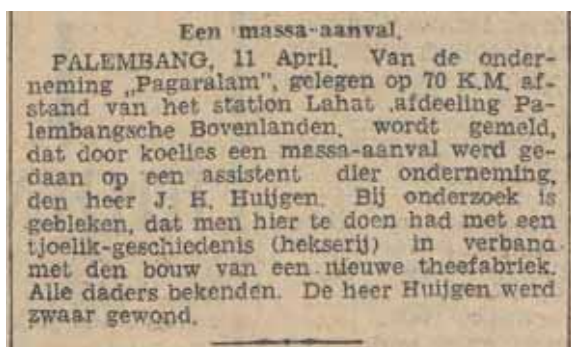 Een massa-aanval.
PALEMBANG, 11 April. Van de onder-
neming „Pagaralam”, gelegen op 70 K.M. af-
stand van het station Lahat ,afdeeling Pa-
lembangsche Bovenlanden, wordt gemeld,
dat door koelies een massa-aanval werd ge-
daan op een assistent dier onderneming,
den heer J. H. Huijgen. Bij onderzoek is
gebleken, dat men hier te doen had met een
tjoelik-geschiedenis (hekserij) in verband
met den bouw van een nieuwe theefabriek.
Alle daders bekenden. De heer Huijgen werd
zwaar gewond.